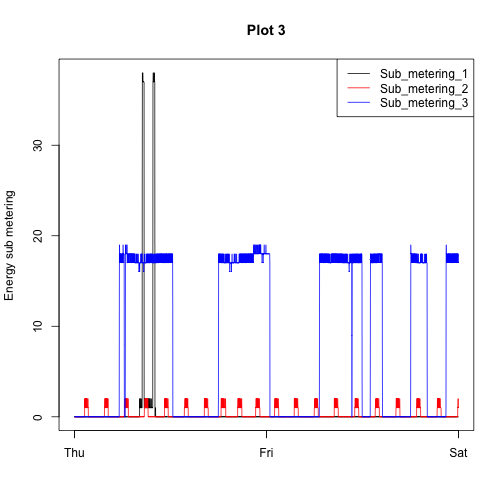 Plot 3
Sub_metering_1
Sub_metering_2
Sub_metering_3
Energy sub metering
30
20
10
0
Thu Fri Sat